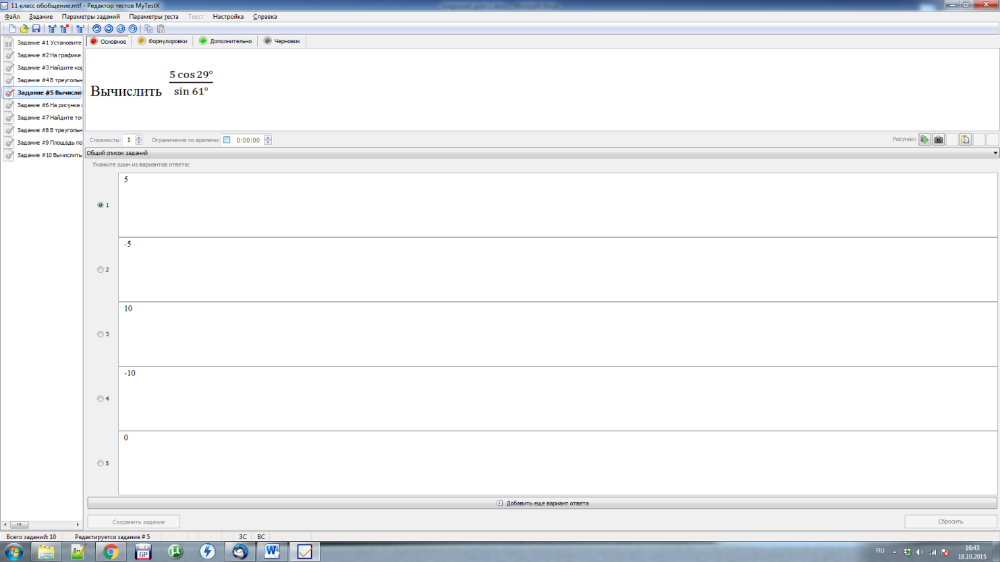 11 класс обобщение.mtf - Редактор тестов MyTestX
Файл Задание Параметры заданий Параметры теста Текст Настройка Справка
Задание #1 Установите
Задание #2 На графике
Задание #3 Найдите кор
Задание #4 В треугольн
Задание #5 Вычислит
Задание #6 На рисунке
Задание #7 Найдите точ
Задание #8 В треугольн
Задание #9 Площадь по
Задание #10 Вычислить
Основное Формулировки Дополнительно Черновик
5 cos 29°
Вычислить
sin 61°
Сложность: 1 Ограничение по времени: 0:00:00 Рисунок:
Общий список заданий
Укажите один из вариантов ответа:
5
1
-5
2
10
3
-10
4
0
5
Добавить еще вариант ответа
Сохранить задание Сбросить
Всего заданий: 10 Редактируется задание # 5 ЗС ВС
GP
RU
16:43
18.10.2015